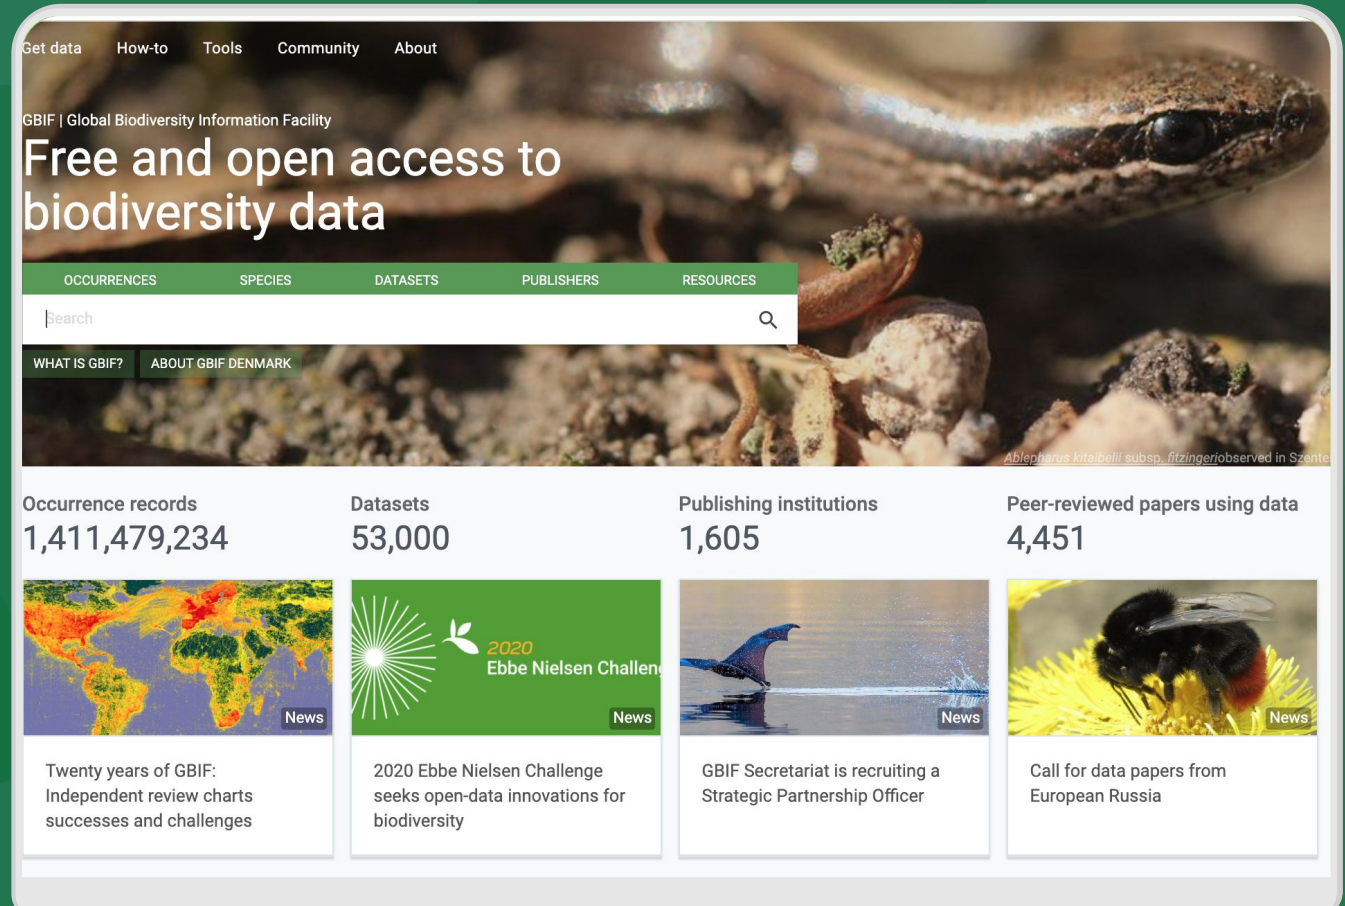 Get data How-to Tools Community About
GBIF | Global Biodiversity Information Facility
Free and open access to
biodiversity data
OCCURRENCES SPECIES DATASETS PUBLISHERS RESOURCES
Search
WHAT IS GBIF? ABOUT GBIF DENMARK
Ablepharus kitaibelii subsp. fitzingeriobserved in Szente
Occurrence records
1,411,479,234
Datasets
53,000
Publishing institutions
1,605
Peer-reviewed papers using data
4,451
News
Twenty years of GBIF:
Independent review charts
successes and challenges
2020
Ebbe Nielsen Challeng
News
2020 Ebbe Nielsen Challenge
seeks open-data innovations for
biodiversity
News
GBIF Secretariat is recruiting a
Strategic Partnership Officer
News
Call for data papers from
European Russia